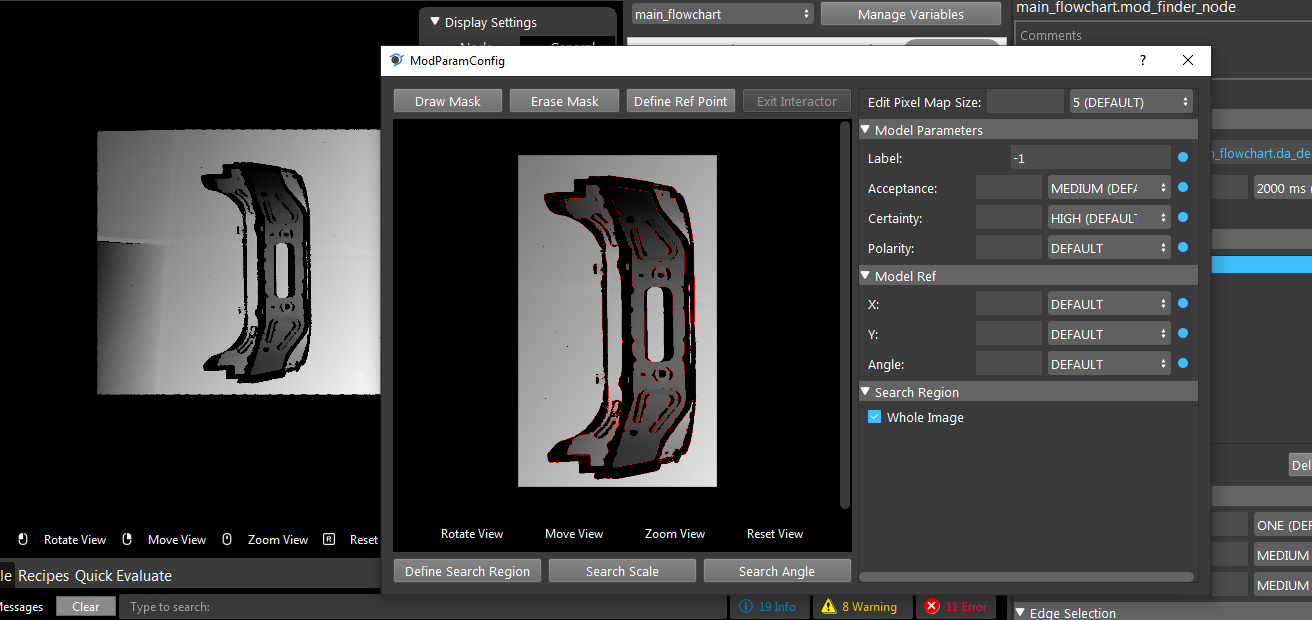 main_flowchart
Manage Variables
main_flowchart.mod_finder_node
Display Settings
Comments
ModParamConfig
?
Draw Mask
Erase Mask
Define Ref Point
Exit Interactor
Edit Pixel Map Size:
5 (DEFAULT)
Model Parameters
Label:
-1
Acceptance:
MEDIUM (DEFA
Certainty:
HIGH (DEFAULT
Polarity:
DEFAULT
Model Ref
X:
DEFAULT
Y:
DEFAULT
Angle:
DEFAULT
Search Region
Whole Image
_flowchart.da_de
2000 ms
Del
ONE (DEF
MEDIUM
MEDIUM
Edge Selection
Rotate View
Move View
Zoom View
Reset View
Define Search Region
Search Scale
Search Angle
Rotate View
Move View
Zoom View
R
Reset
le
Recipes
Quick Evaluate
Messages
Clear
Type to search:
19 Info
8 Warning
11 Error